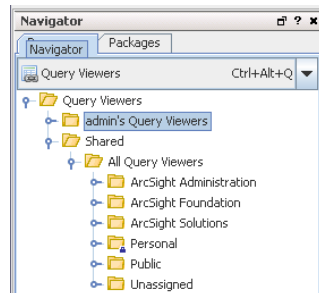 Navigator
Navigator
Packages
Query Viewers Ctrl+Alt+Q
Query Viewers
admin's Query Viewers
Shared
All Query Viewers
ArcSight Administration
ArcSight Foundation
ArcSight Solutions
Personal
Public
Unassigned